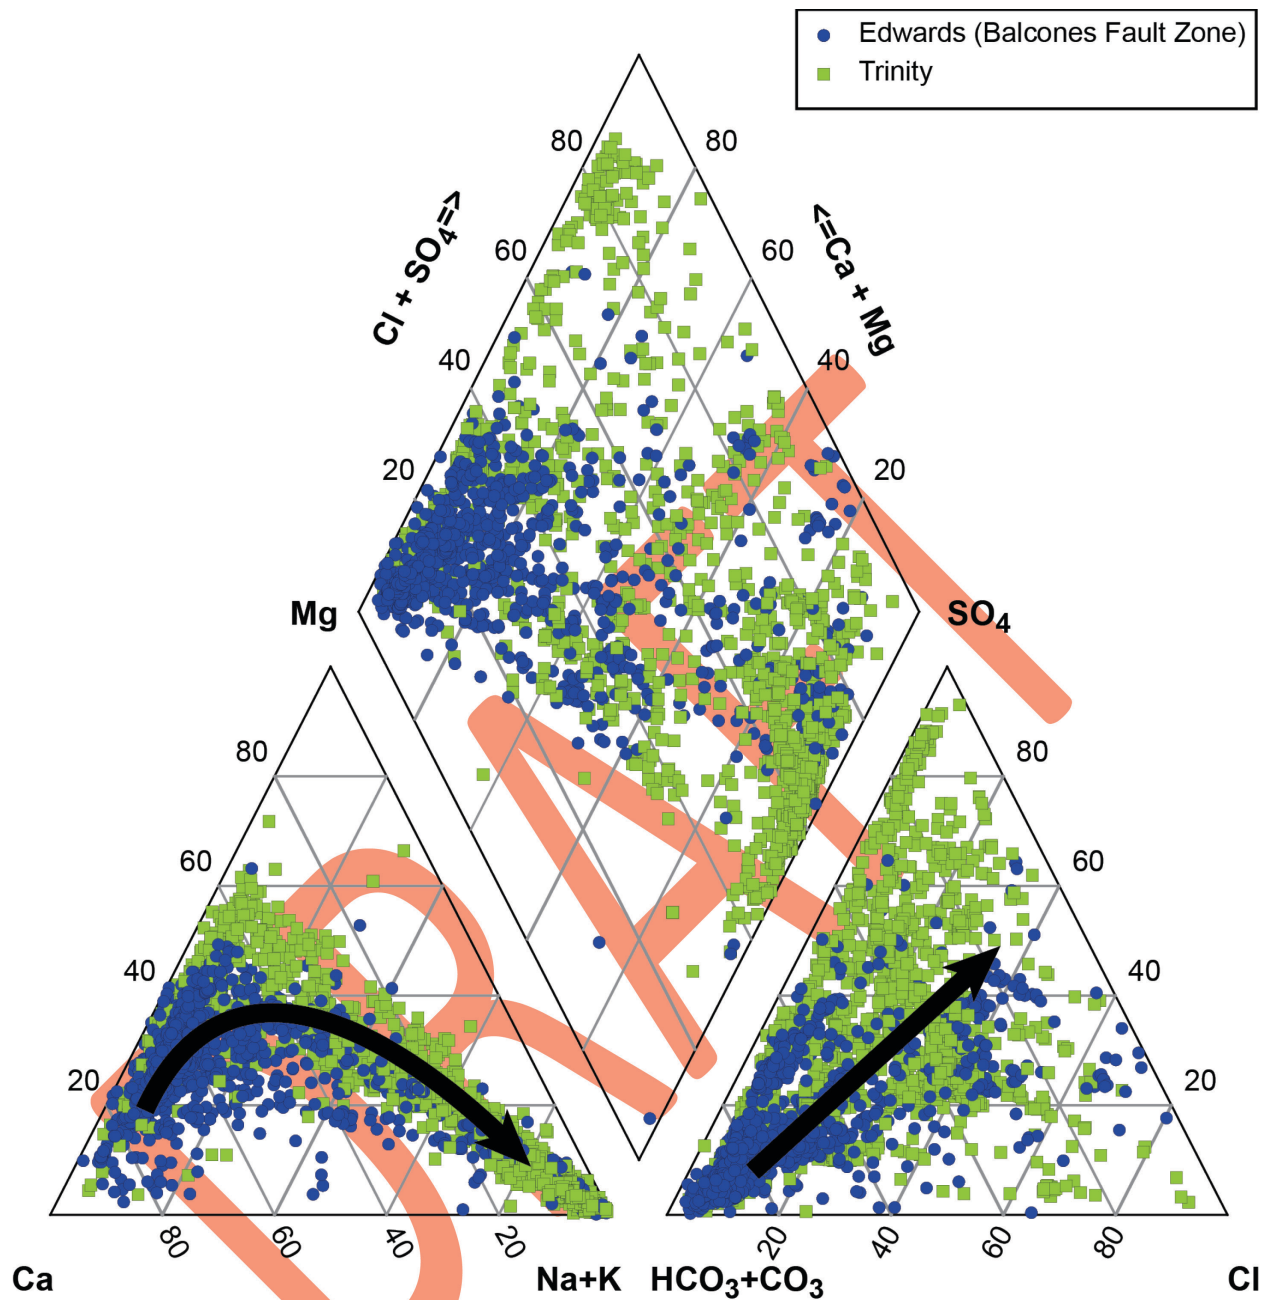 Edwards (Balcones Fault Zone)
Trinity
80 80
Cl + SO4=> <=Ca + Mg
60 60
40 40
20 20
Mg SO4
80 80
60 60
40 40
20 20
80 60 40 20 20 40 60 80
Ca Na+K HCO3+CO3 Cl
DRAFT